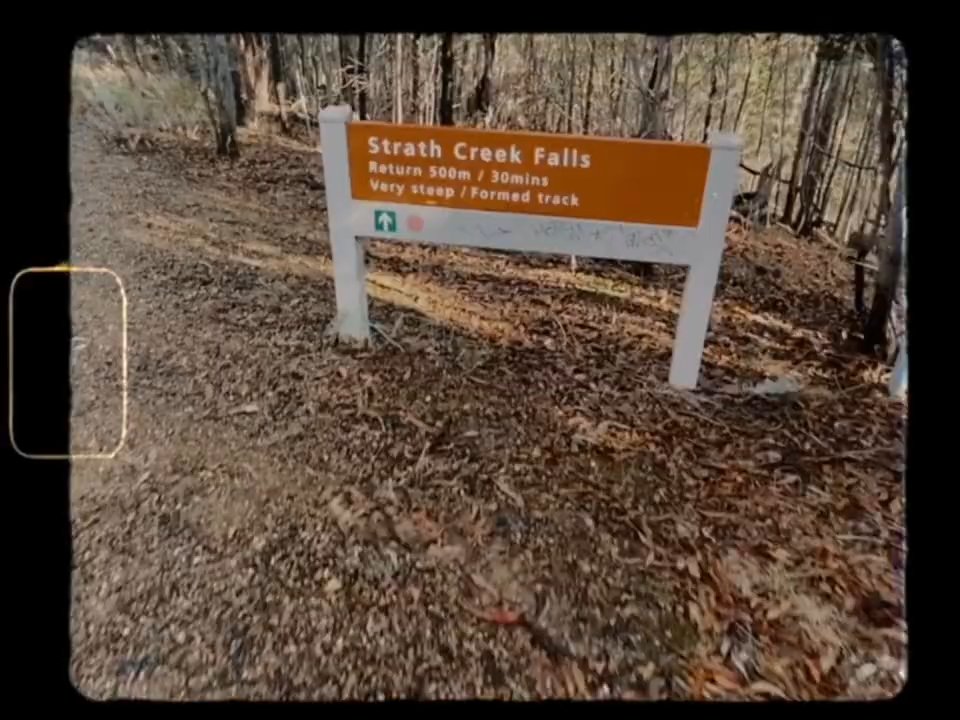 Strath Creek Falls
Return 500m / 30mins
Very steep / Formed track